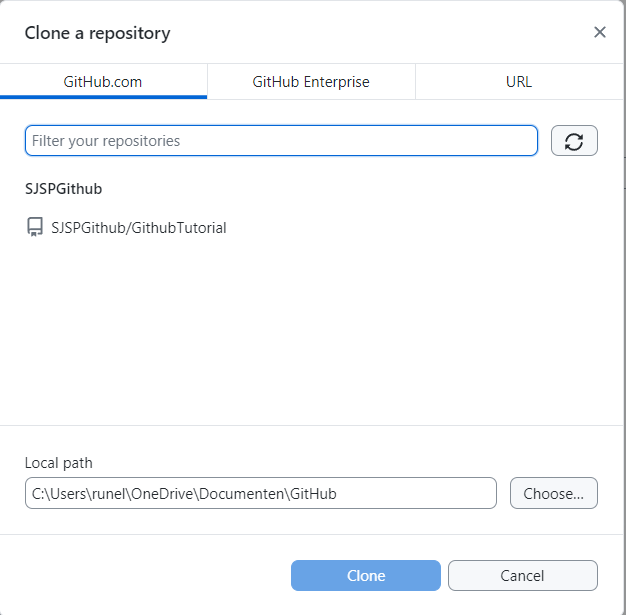 Clone a repository
GitHub.com
GitHub Enterprise
URL
Filter your repositories
SJSPGithub
SJSPGithub/GithubTutorial
Local path
C:\Users\runel\OneDrive\Documenten\GitHub
Choose...
Clone
Cancel